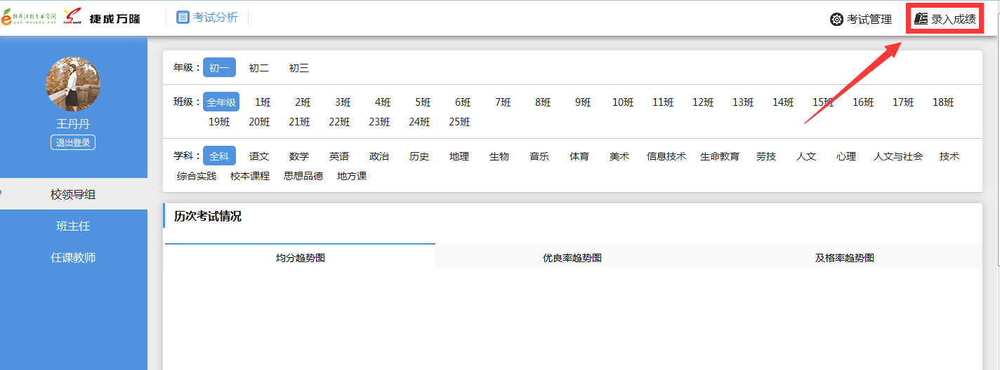 牡丹江教育云空间
yun.mdjedu.net
Future world
捷成万隆
考试分析
考试管理
录入成绩
王丹丹
退出登录
校领导组
班主任
任课教师
年级： 初一 初二 初三
班级： 全年级 1班 2班 3班 4班 5班 6班 7班 8班 9班 10班 11班 12班 13班 14班 15班 16班 17班 18班
19班 20班 21班 22班 23班 24班 25班
学科： 全科 语文 数学 英语 政治 历史 地理 生物 音乐 体育 美术 信息技术 生命教育 劳技 人文 心理 人文与社会 技术
综合实践 校本课程 思想品德 地方课
历次考试情况
均分趋势图 优良率趋势图 及格率趋势图